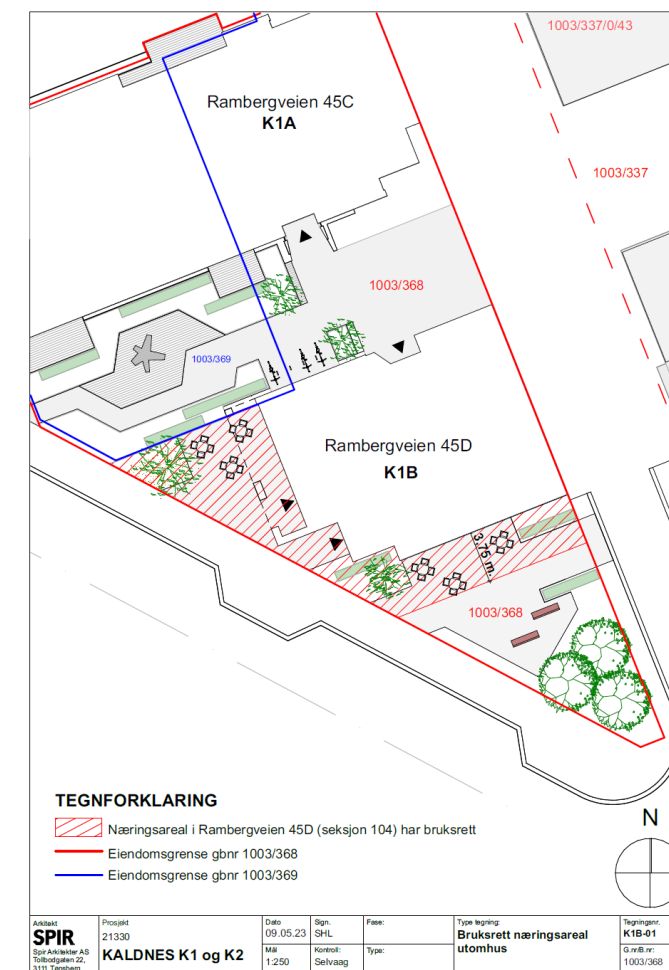 1003/337/0/43
Rambergveien 45C
K1A
1003/337
1003/368
1003/369
Rambergveien 45D
K1B
3.75 m.
1003/368
TEGNFORKLARING
Næringsareal i Rambergveien 45D (seksjon 104) har bruksrett
Eiendomsgrense gbnr 1003/368
Eiendomsgrense gbnr 1003/369
N
Arkitekt
SPIR
Spir Arkitekter AS
Tollbodgaten 22,
3111 Tønsberg
Prosjekt
21330
KALDNES K1 og K2
Dato
09.05.23
Mål
1:250
Sign.
SHL
Kontroll:
Selvaag
Fase:
Type:
Type tegning:
Bruksrett næringsareal
utomhus
Tegningsnr.
K1B-01
G.nr/B.nr:
1003/368